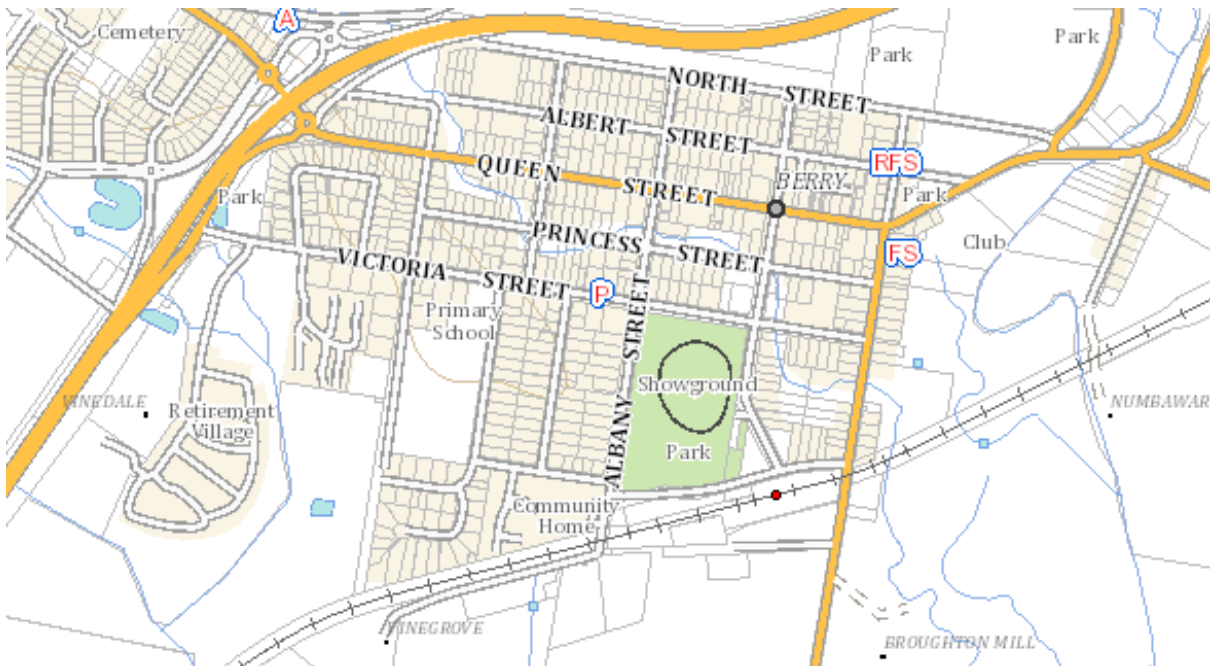 A
Cemetery
Park
Park
NORTH STREET
ALBERT STREET
RFS
QUEEN STREET
BERRY
Park
Park
PRINCESS STREET
FS
Club
VICTORIA STREET
P
Primary
School
ALBANY STREET
Showground
VINEDALE
Retirement
Village
NUMBAWAR
Park
Community
Home
PINEGROVE
BROUGHTON MILL